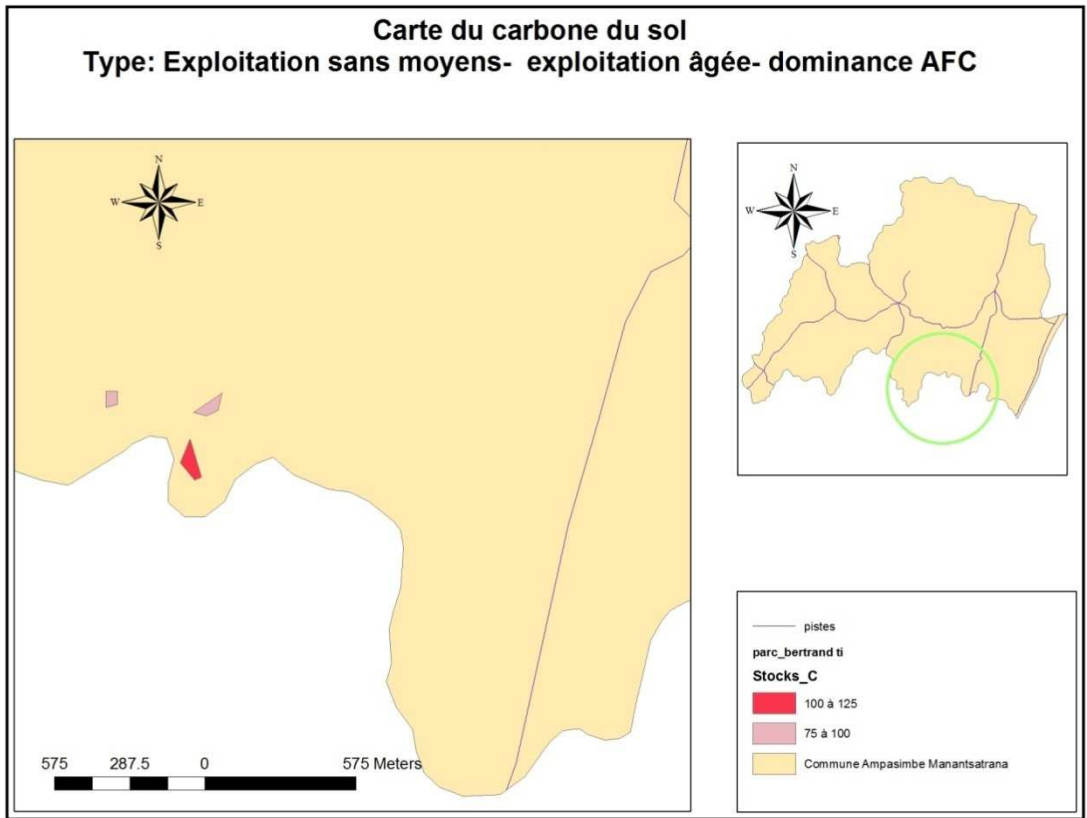 Carte du carbone du sol
Type: Exploitation sans moyens- exploitation âgée- dominance AFC
N
W E
S
N
W E
S
575 287.5 0 575 Meters
pistes
parc_bertrand ti
Stocks_C
100 à 125
75 à 100
Commune Ampasimbe Manantsatrana